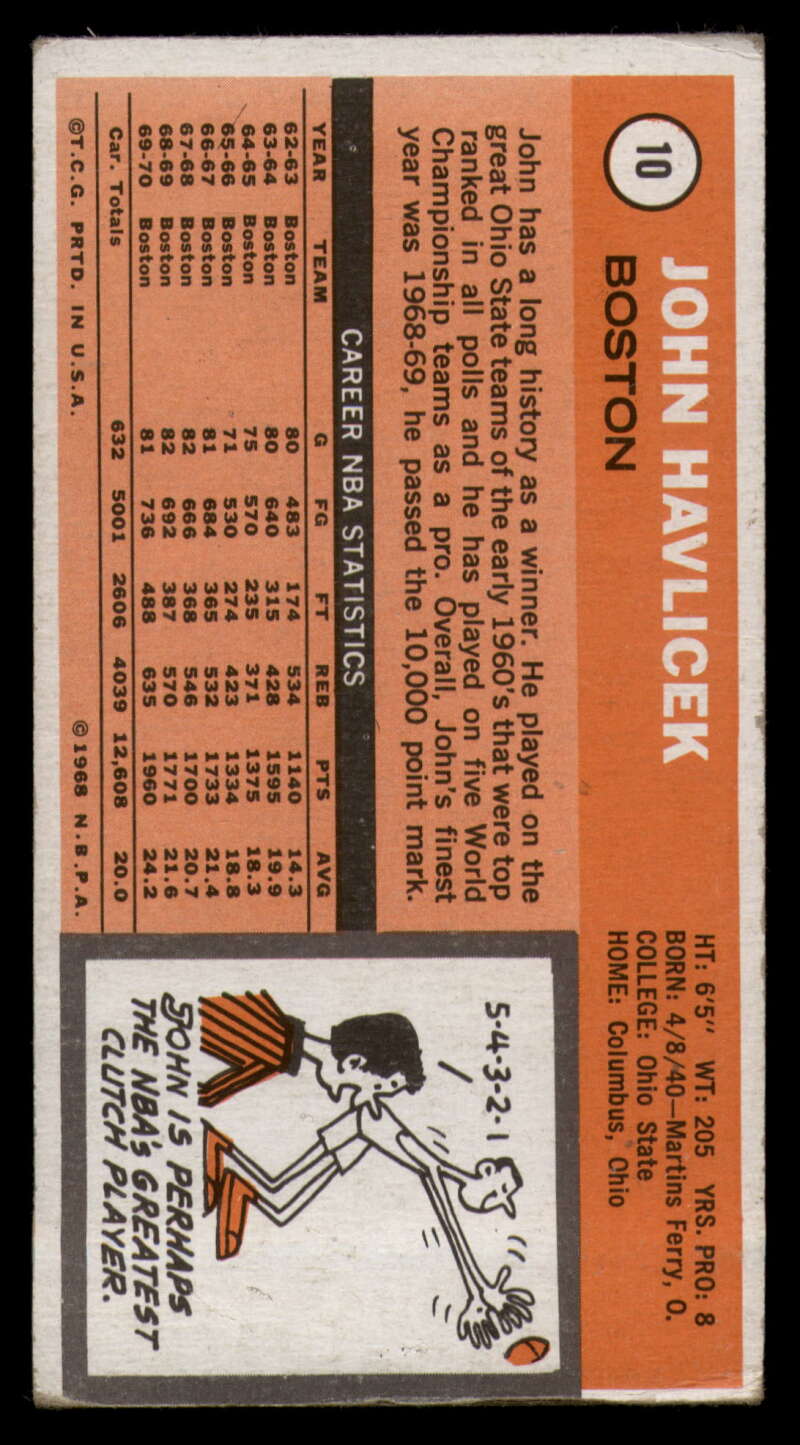 10
JOHN HAVLICEK
BOSTON
HT: 6'5" WT: 205 YRS. PRO: 8
BORN: 4/8/40—Martins Ferry, O.
COLLEGE: Ohio State
HOME: Columbus, Ohio
John has a long history as a winner. He played on the
great Ohio State teams of the early 1960's that were top
ranked in all polls and he has played on five World
Championship teams as a pro. Overall, John's finest
year was 1968-69, he passed the 10,000 point mark.
CAREER NBA STATISTICS
YEAR TEAM G FG FT REB PTS AVG
62-63 Boston 80 483 174 534 1140 14.3
63-64 Boston 80 640 315 428 1595 19.9
64-65 Boston 75 570 235 371 1375 18.3
65-66 Boston 71 530 274 423 1334 18.8
66-67 Boston 81 684 365 532 1733 21.4
67-68 Boston 82 666 368 546 1700 20.7
68-69 Boston 82 692 387 570 1771 21.6
69-70 Boston 81 736 488 635 1960 24.2
Car. Totals 632 5001 2606 4039 12,608 20.0
©T.C.G. PRTD. IN U.S.A. ©1968 N.B.P.A.
5-4-3-2-1
JOHN IS PERHAPS
THE NBA'S GREATEST
CLUTCH PLAYER.